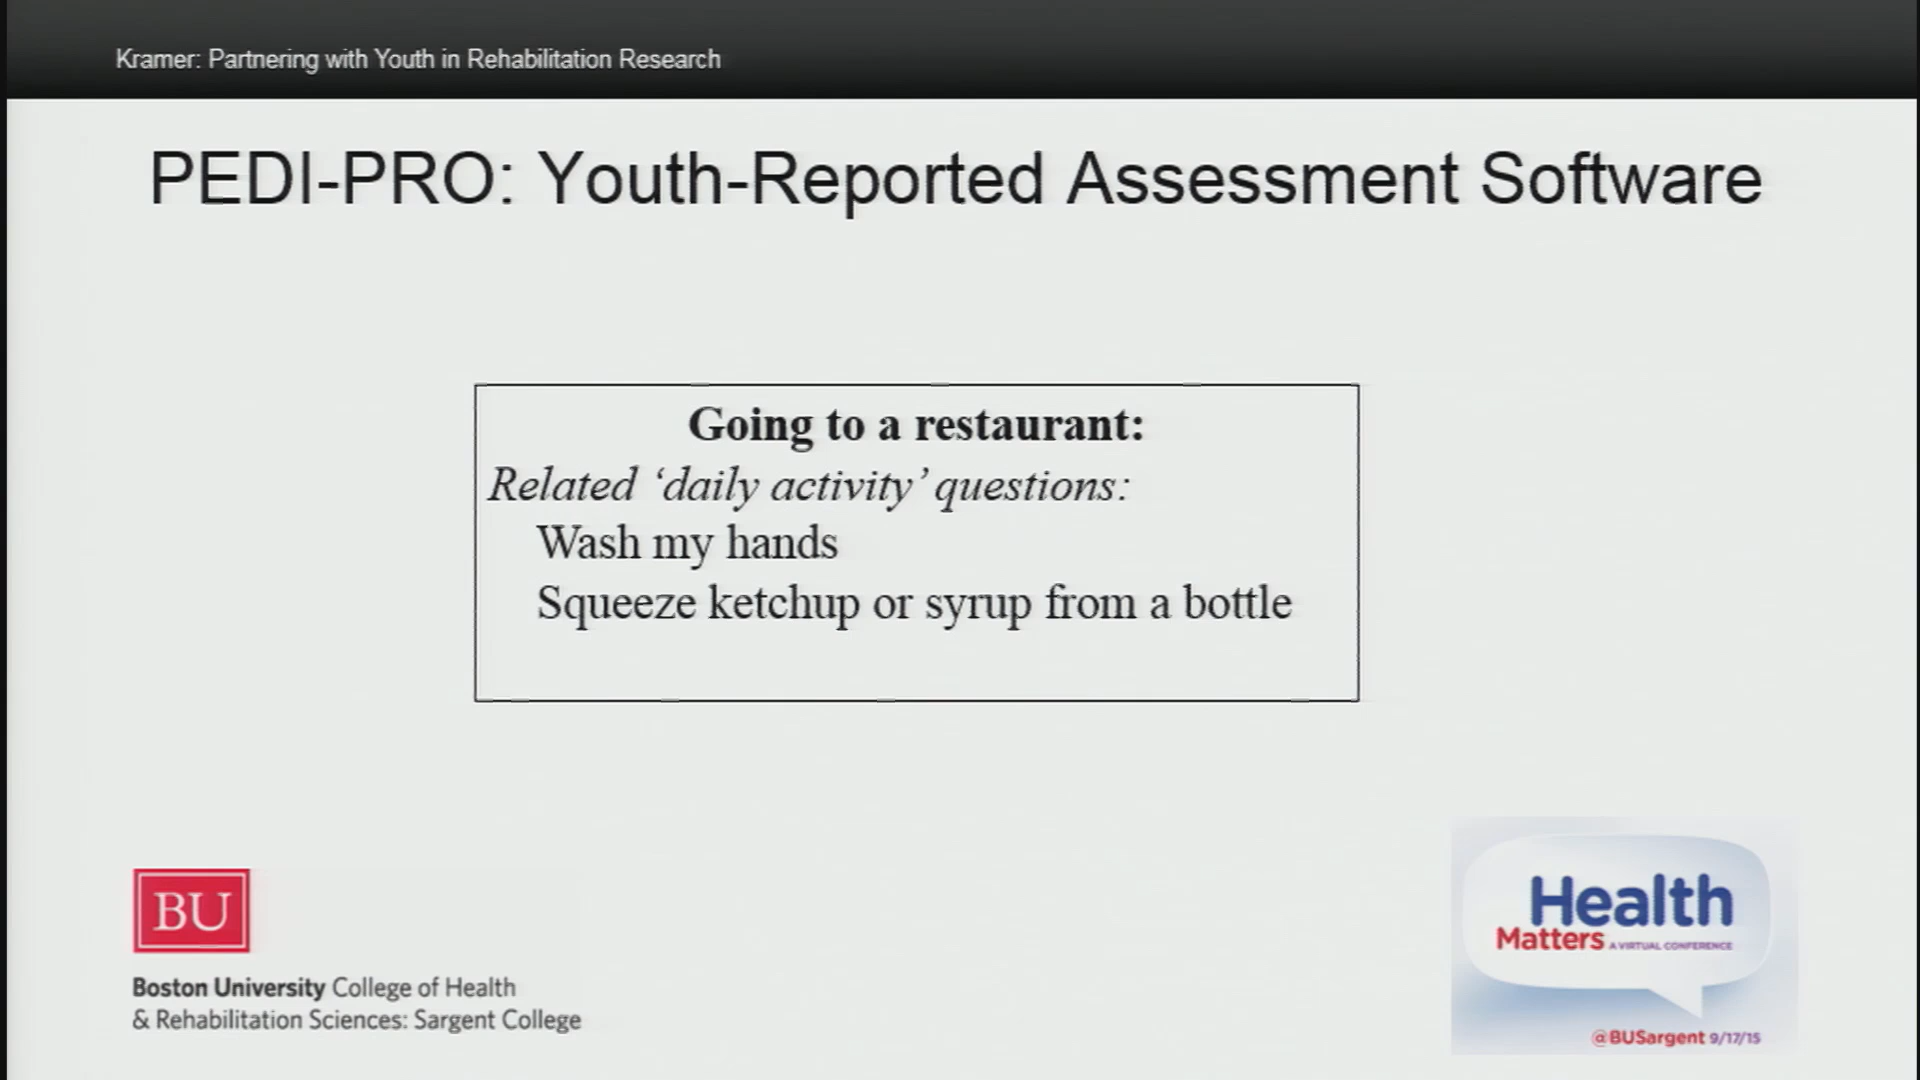 Kramer: Partnering with Youth in Rehabilitation Research
PEDI-PRO: Youth-Reported Assessment Software
Going to a restaurant:
Related ‘daily activity’ questions:
Wash my hands
Squeeze ketchup or syrup from a bottle
BU
Boston University College of Health
& Rehabilitation Sciences: Sargent College
Health
Matters A VIRTUAL CONFERENCE
@BUSargent 9/17/15